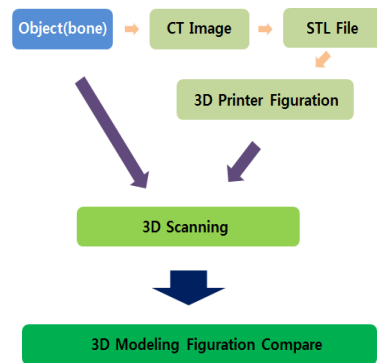 Object(bone)
CT Image
STL File
3D Printer Figuration
3D Scanning
3D Modeling Figuration Compare